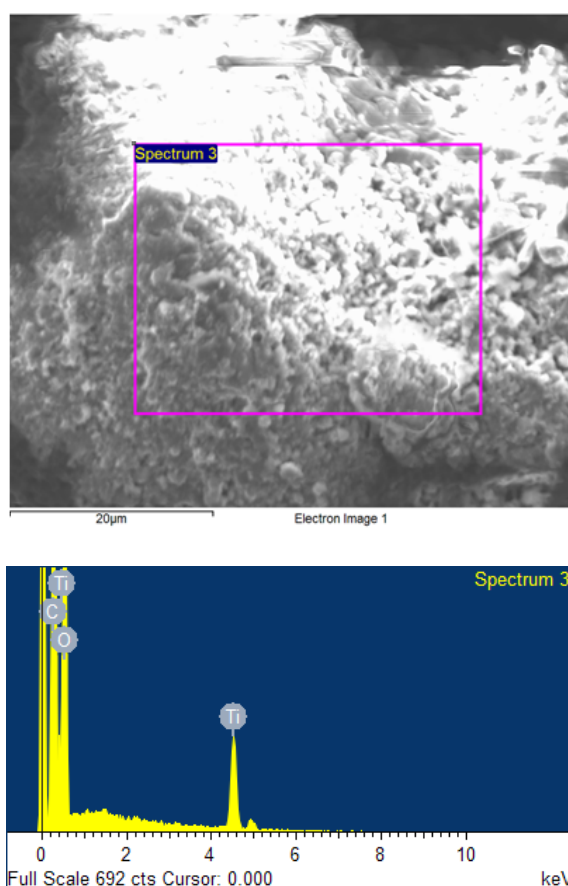 Spectrum 3
20µm
Electron Image 1
Spectrum 3
Ti
C
O
Ti
0 2 4 6 8 10
Full Scale 692 cts Cursor: 0.000 keV